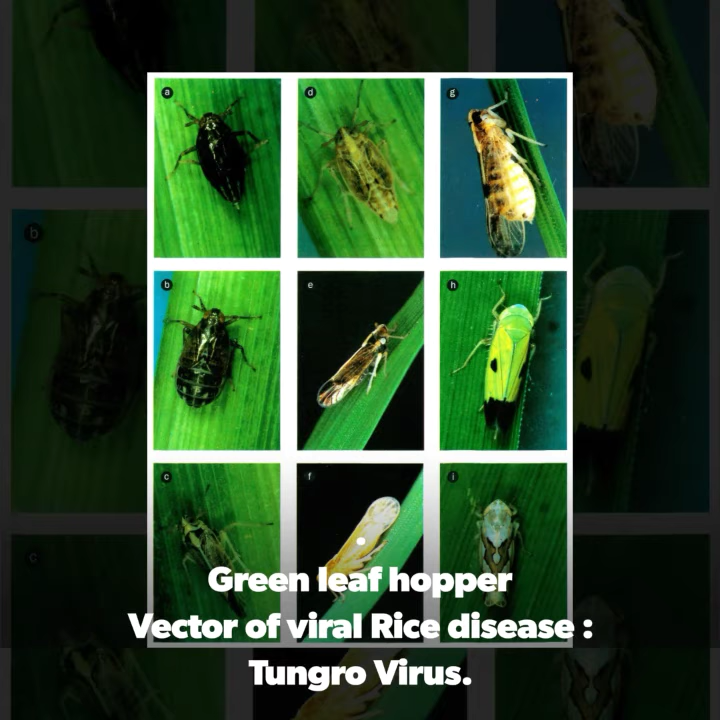 a
d
g
b
e
h
c
f
i
Green leaf hopper
Vector of viral Rice disease :
Tungro Virus.